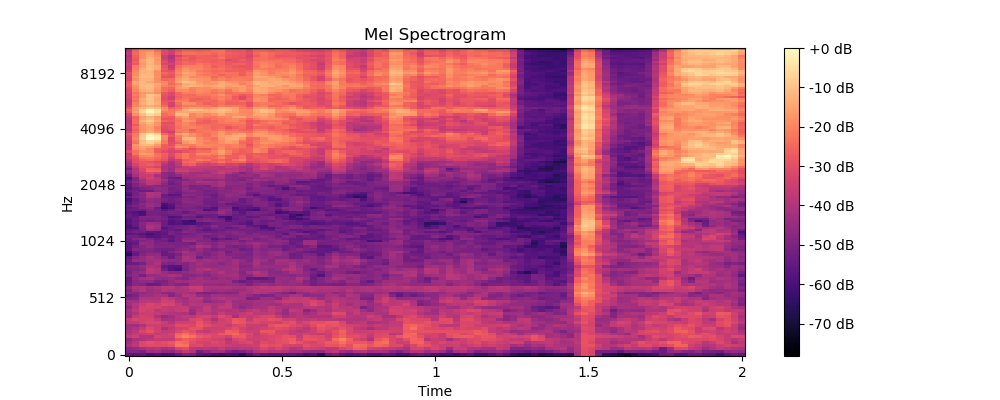 Mel Spectrogram
8192
4096
2048
1024
512
0
Hz
0
0.5
1
1.5
2
Time
+0 dB
-10 dB
-20 dB
-30 dB
-40 dB
-50 dB
-60 dB
-70 dB